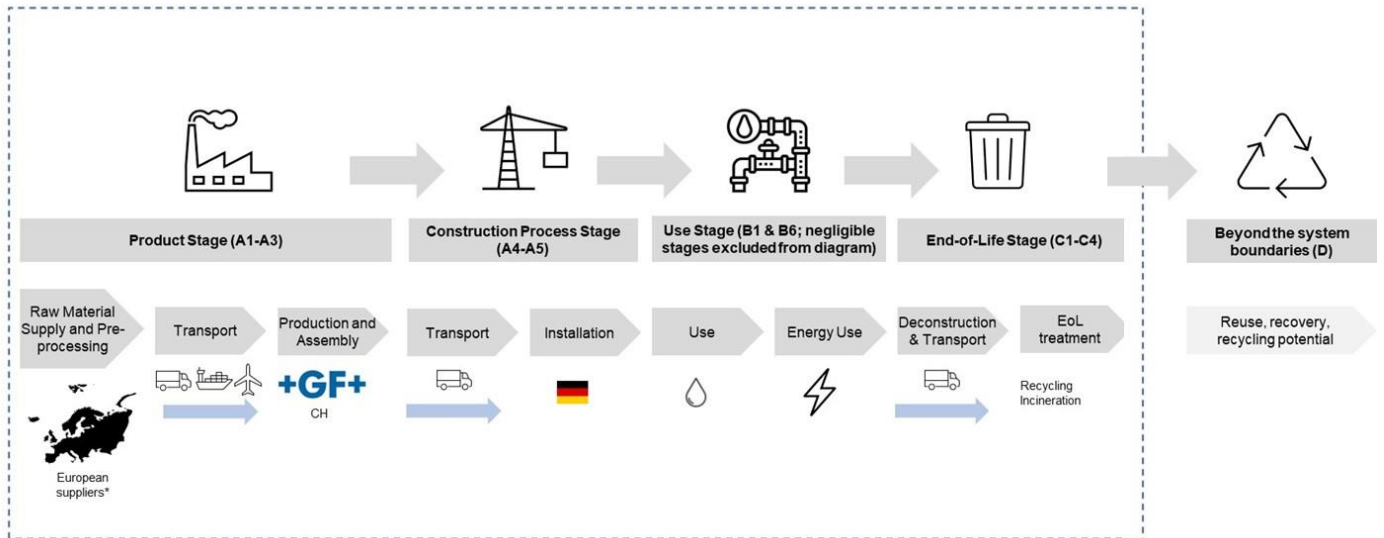 Product Stage (A1-A3)
Construction Process Stage
(A4-A5)
Use Stage (B1 & B6; negligible
stages excluded from diagram)
End-of-Life Stage (C1-C4)
Beyond the system
boundaries (D)
Raw Material
Supply and Pre-
processing
Transport
Production and
Assembly
Transport
Installation
Use
Energy Use
Deconstruction
& Transport
EoL
treatment
Reuse, recovery,
recycling potential
+GF+
CH
Recycling
Incineration
European
suppliers*